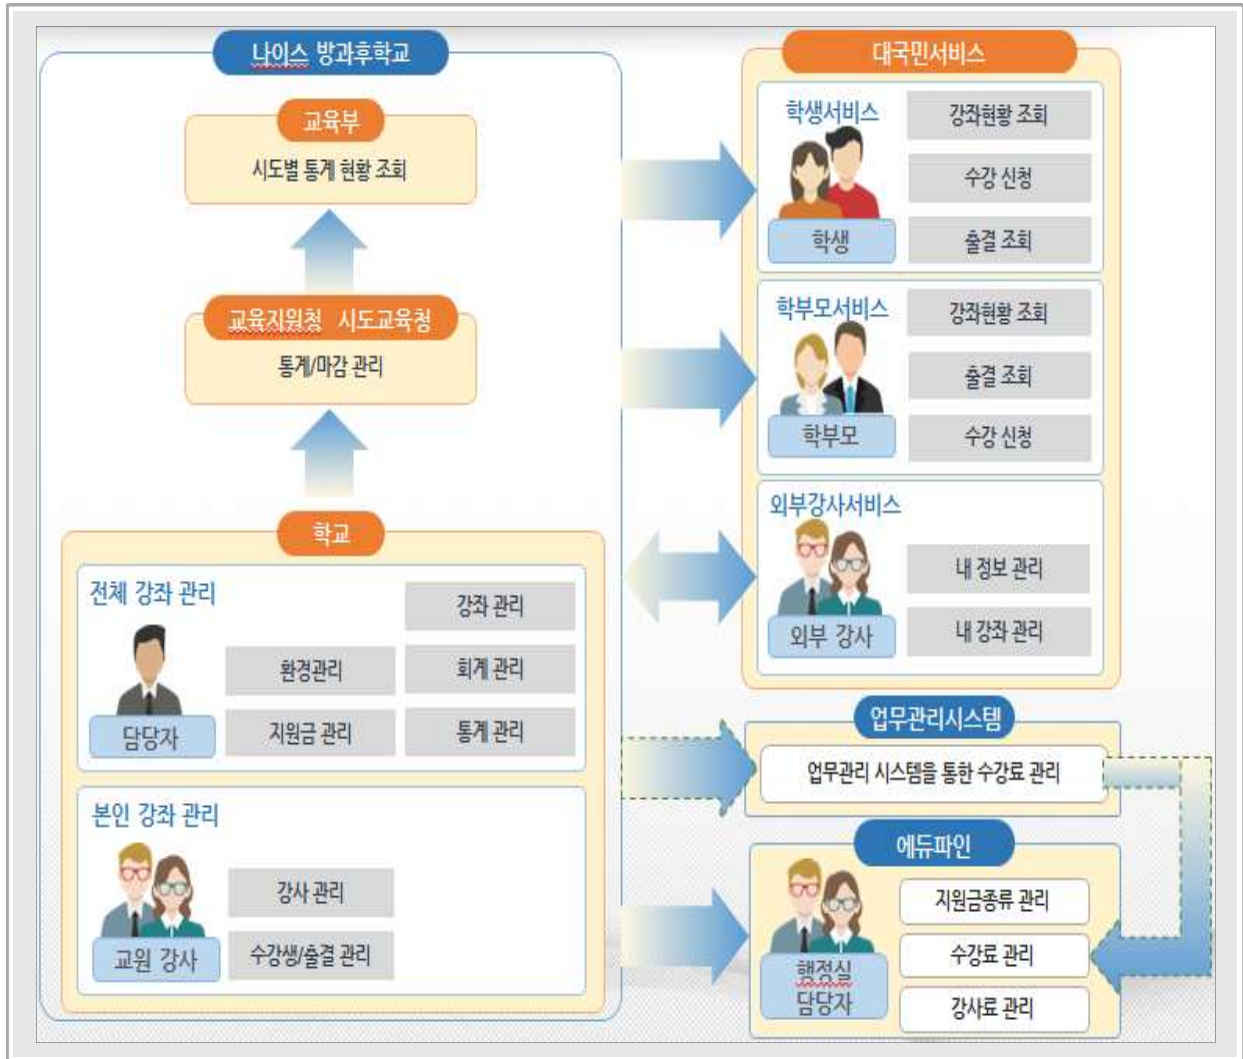 나이스 방과후학교
교육부
시도별 통계 현황 조회
교육지원청 시도교육청
통계/마감 관리
학교
전체 강좌 관리
강좌 관리
환경관리
회계 관리
담당자
지원금 관리
통계 관리
본인 강좌 관리
강사 관리
교원 강사
수강생/출결 관리
대국민서비스
학생서비스
강좌현황 조회
수강 신청
학생
출결 조회
학부모서비스
강좌현황 조회
출결 조회
학부모
수강 신청
외부강사서비스
내 정보 관리
외부 강사
내 강좌 관리
업무관리시스템
업무관리 시스템을 통한 수강료 관리
에듀파인
지원금종류 관리
수강료 관리
행정실
담당자
강사료 관리